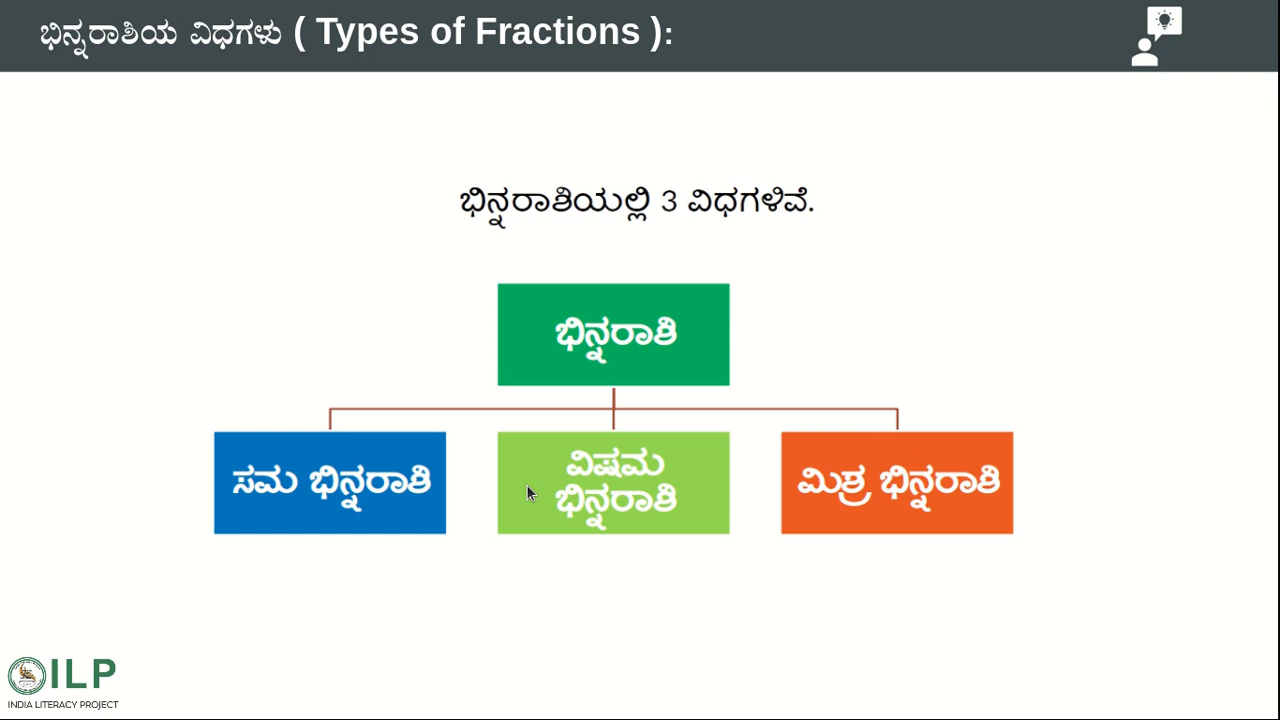 ಭಿನ್ನರಾಶಿಯ ವಿಧಗಳು ( Types of Fractions ):
ಭಿನ್ನರಾಶಿಯಲ್ಲಿ 3 ವಿಧಗಳಿವೆ.
ಭಿನ್ನರಾಶಿ
ಸಮ ಭಿನ್ನರಾಶಿ
ವಿಷಮ
ಭಿನ್ನರಾಶಿ
ಮಿಶ್ರ ಭಿನ್ನರಾಶಿ
ILP
INDIA LITERACY PROJECT